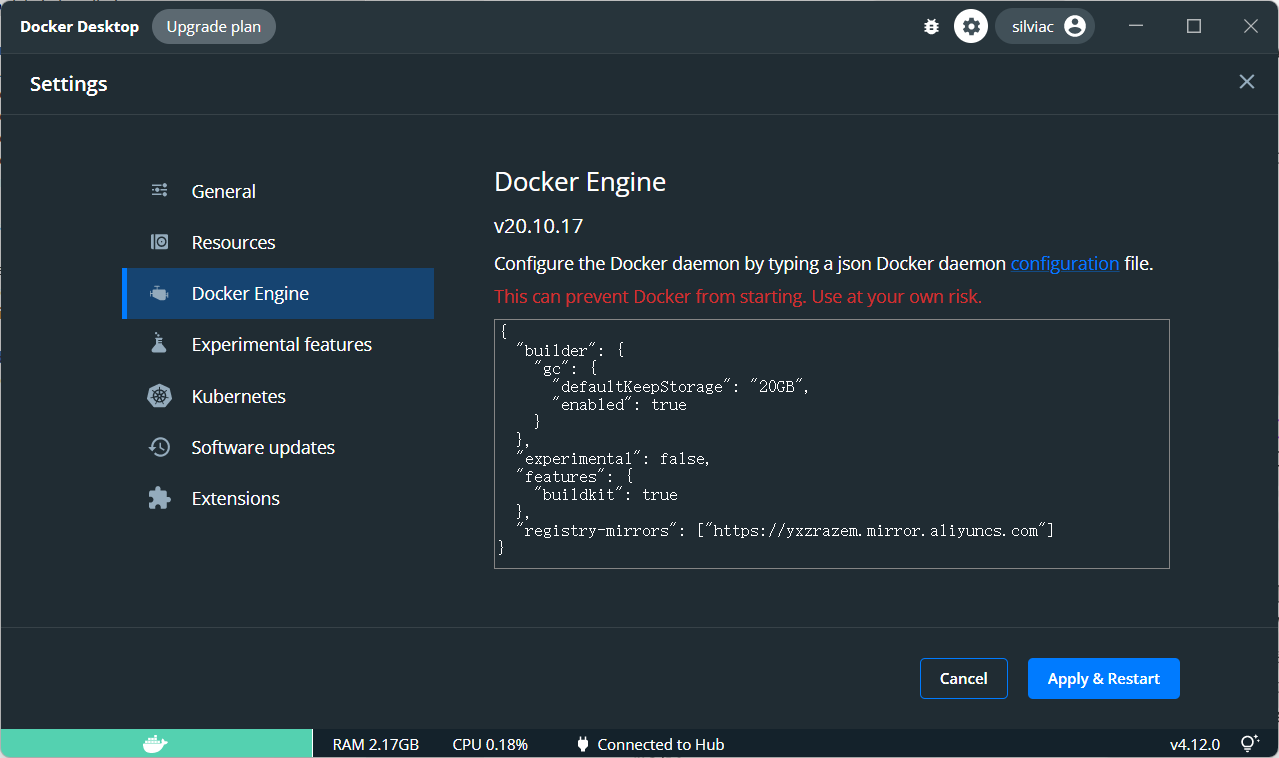 Docker Desktop Upgrade plan silviac
Settings
General
Resources
Docker Engine
Experimental features
Kubernetes
Software updates
Extensions
Docker Engine
v20.10.17
Configure the Docker daemon by typing a json Docker daemon configuration file.
This can prevent Docker from starting. Use at your own risk.
{
  "builder": {
    "gc": {
      "defaultKeepStorage": "20GB",
      "enabled": true
    }
  },
  "experimental": false,
  "features": {
    "buildkit": true
  },
  "registry-mirrors": ["https://yxzrazem.mirror.aliyuncs.com"]
}
Cancel Apply & Restart
RAM 2.17GB CPU 0.18% Connected to Hub v4.12.0